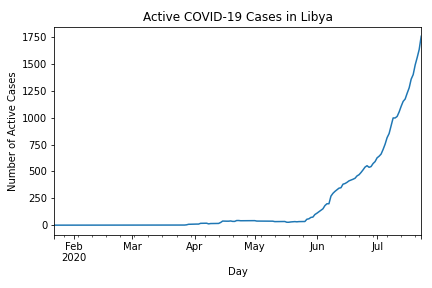 Active COVID-19 Cases in Libya
Number of Active Cases
1750
1500
1250
1000
750
500
250
0
Feb Mar Apr May Jun Jul
2020
Day